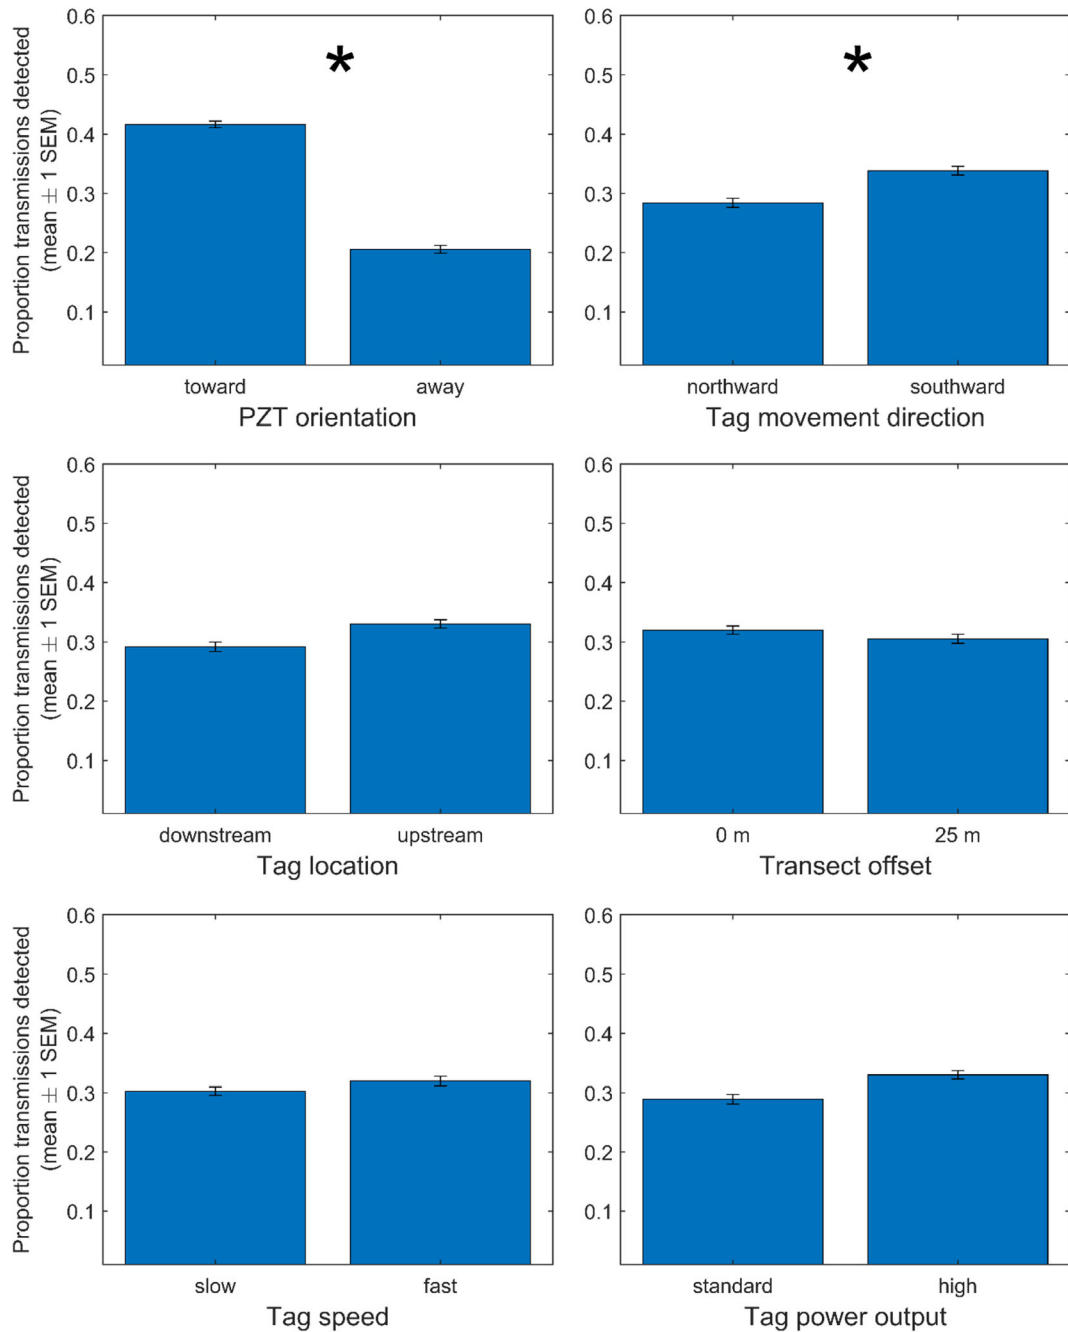 Proportion transmissions detected
(mean ± 1 SEM)
0.6
0.5
0.4
0.3
0.2
0.1
*
toward away
PZT orientation
0.6
0.5
0.4
0.3
0.2
0.1
*
northward southward
Tag movement direction
Proportion transmissions detected
(mean ± 1 SEM)
0.6
0.5
0.4
0.3
0.2
0.1
downstream upstream
Tag location
0.6
0.5
0.4
0.3
0.2
0.1
0 m 25 m
Transect offset
Proportion transmissions detected
(mean ± 1 SEM)
0.6
0.5
0.4
0.3
0.2
0.1
slow fast
Tag speed
0.6
0.5
0.4
0.3
0.2
0.1
standard high
Tag power output